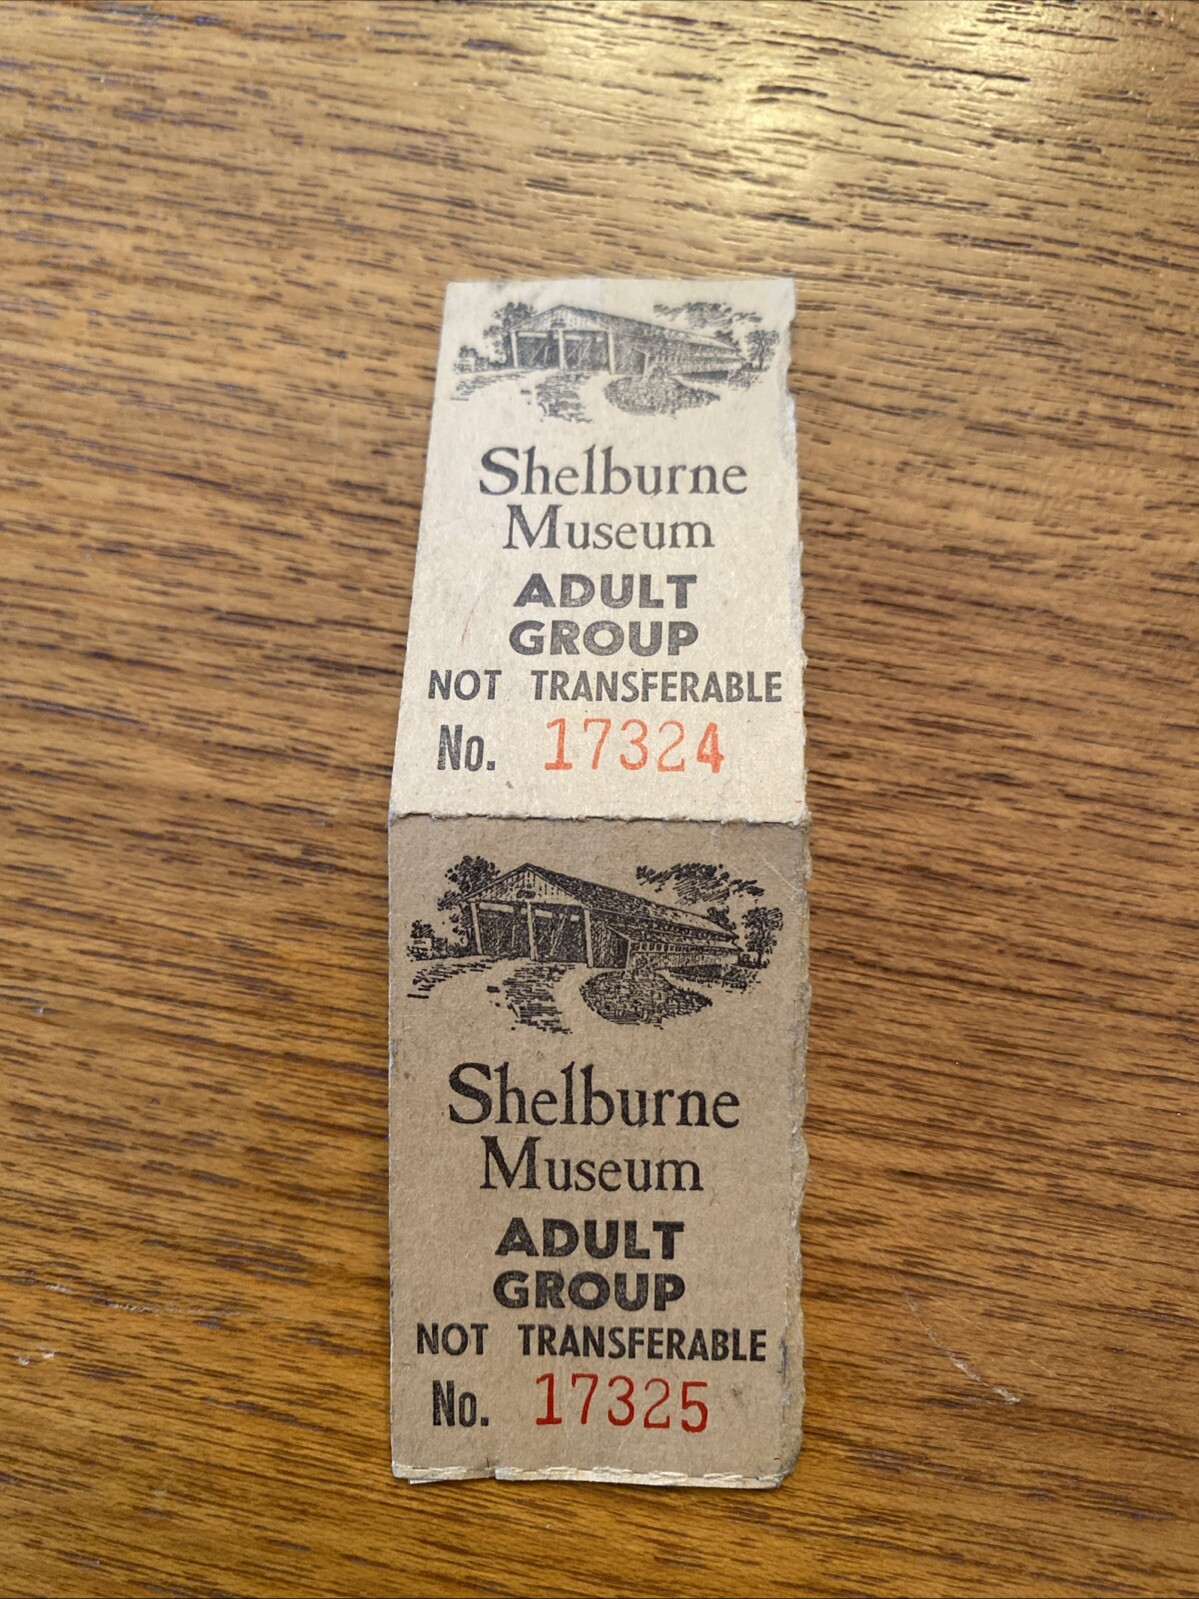 Shelburne
Museum
ADULT
GROUP
NOT TRANSFERABLE
No. 17324
Shelburne
Museum
ADULT
GROUP
NOT TRANSFERABLE
No. 17325